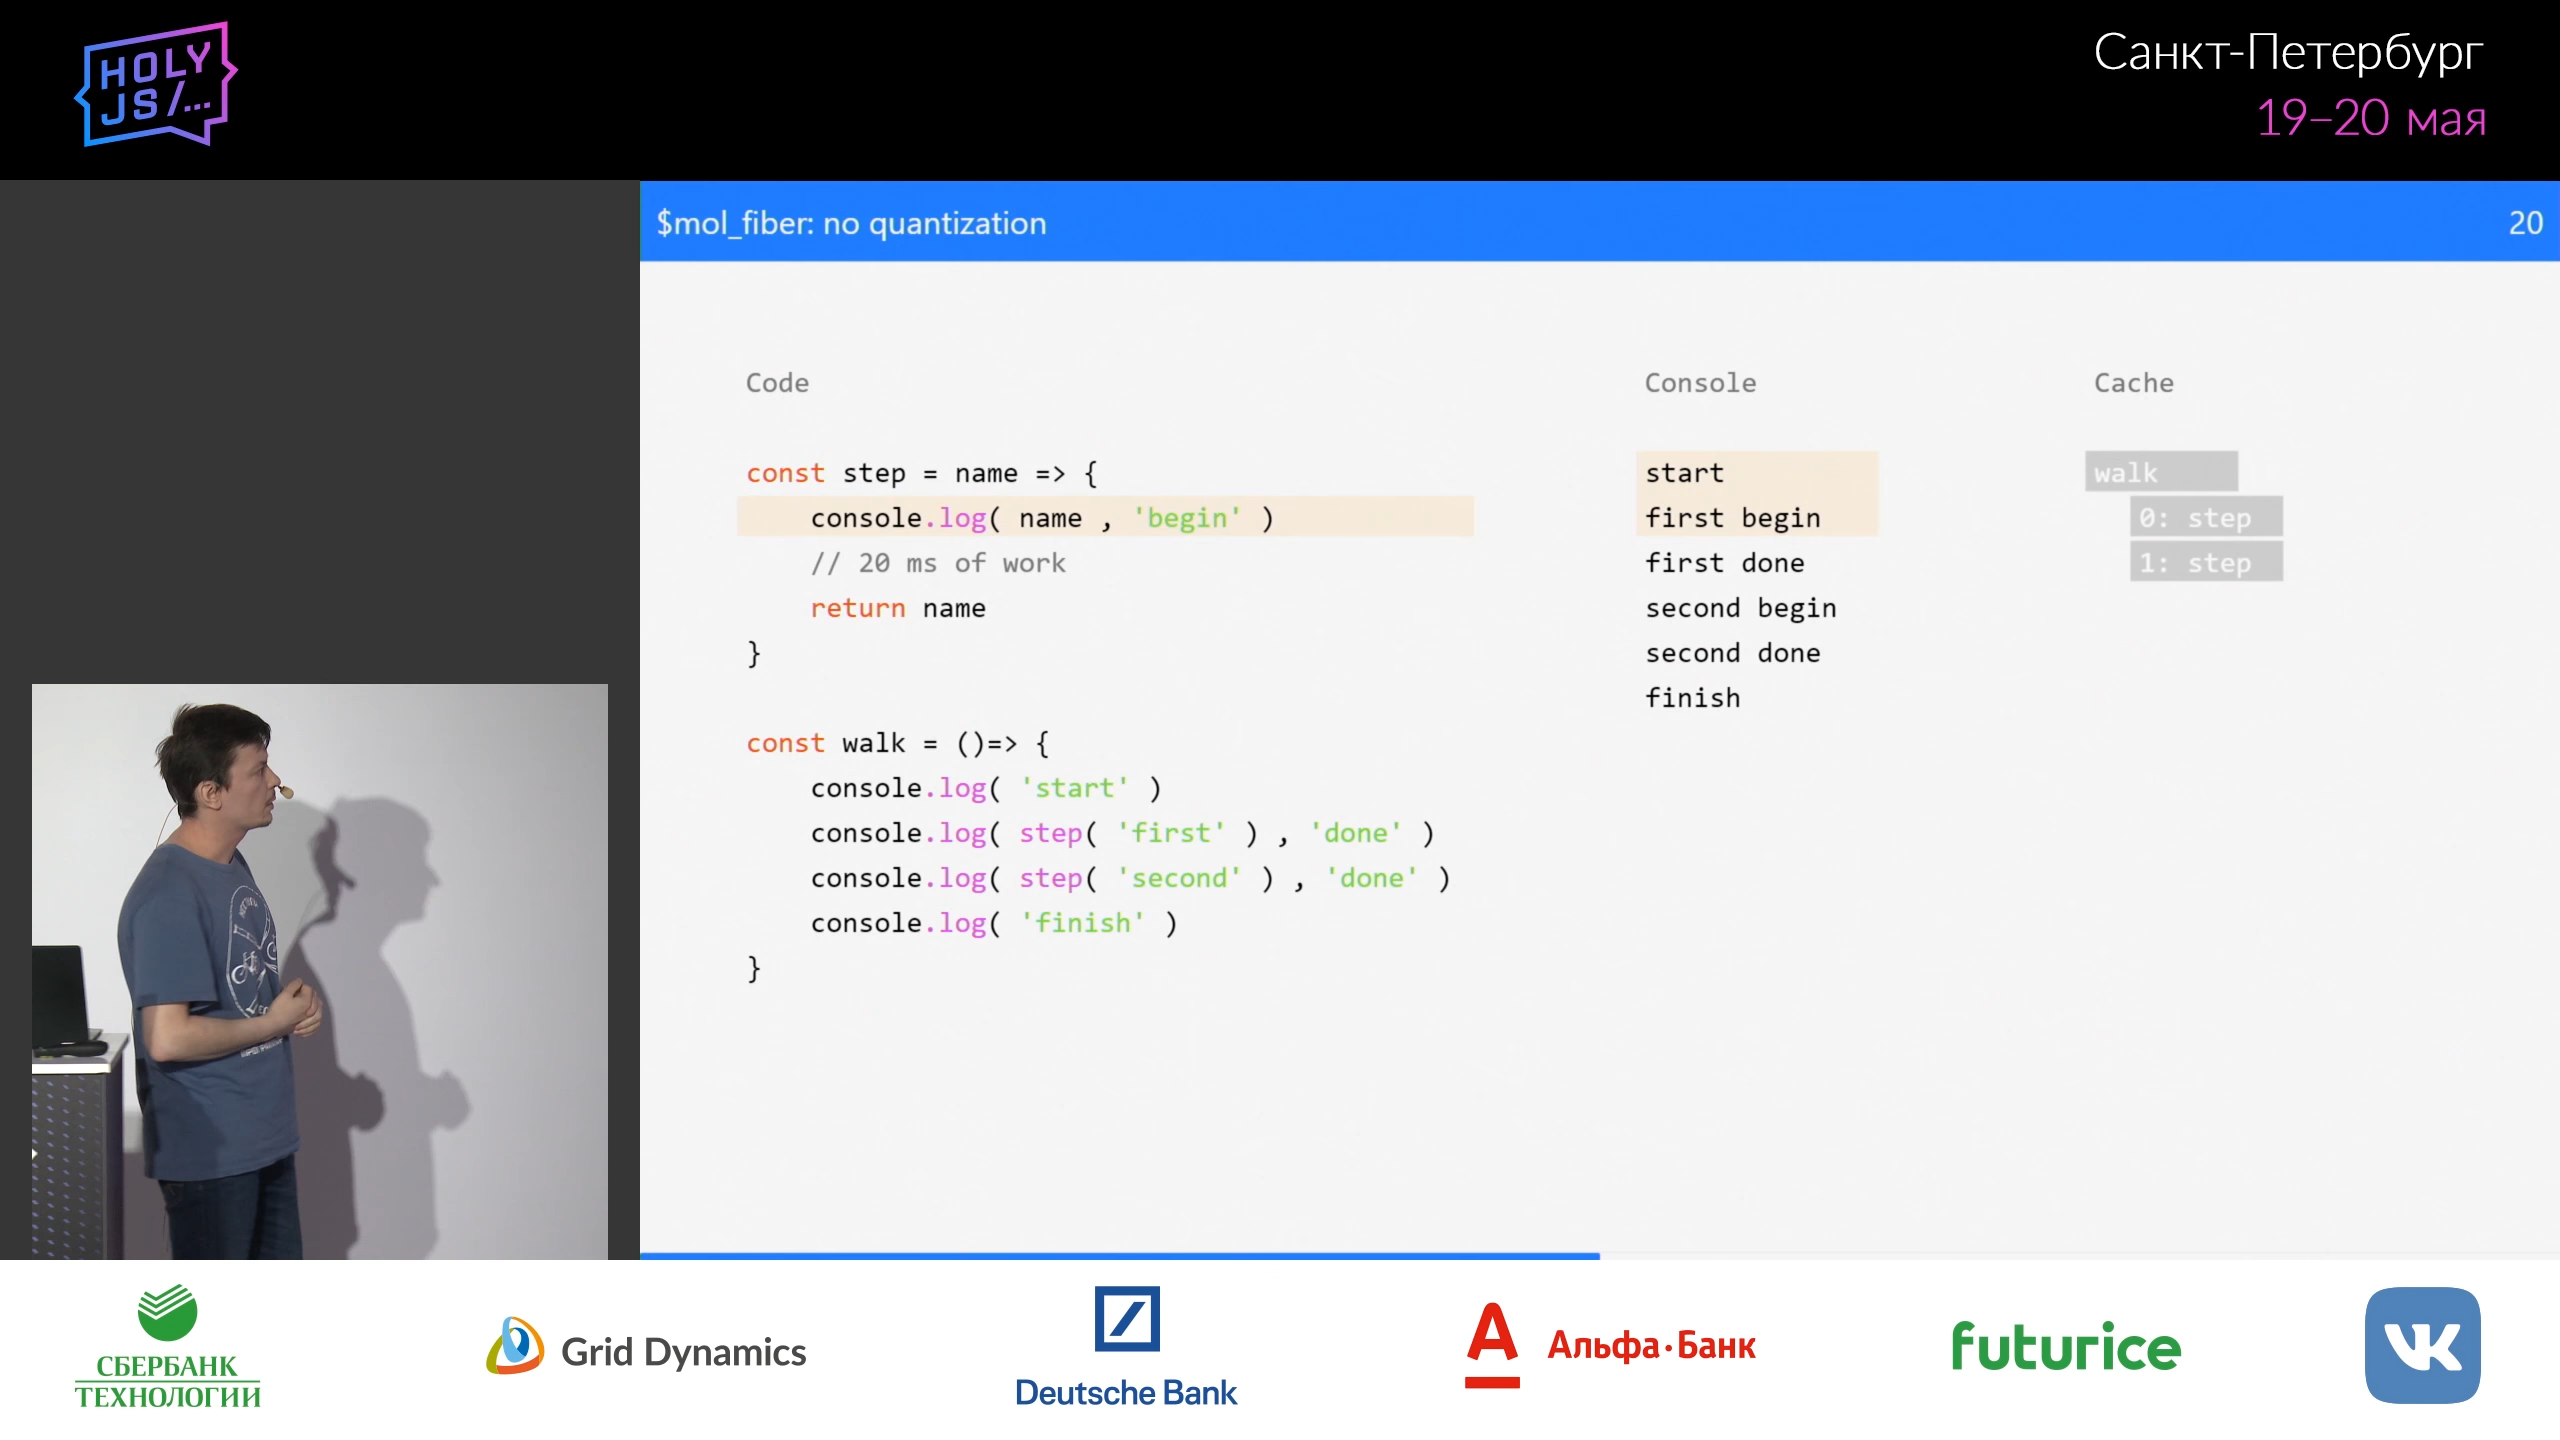 HOLY
JS/...
Санкт-Петербург
19–20 мая
$mol_fiber: no quantization
20
Code
const step = name => {
console.log( name , 'begin' )
// 20 ms of work
return name
}
const walk = ()=> {
console.log( 'start' )
console.log( step( 'first' ) , 'done' )
console.log( step( 'second' ) , 'done' )
console.log( 'finish' )
}
Console
start
first begin
first done
second begin
second done
finish
Cache
walk
0: step
1: step
СБЕРБАНК
ТЕХНОЛОГИИ
Grid Dynamics
Deutsche Bank
А
Альфа·Банк
futurice
VK